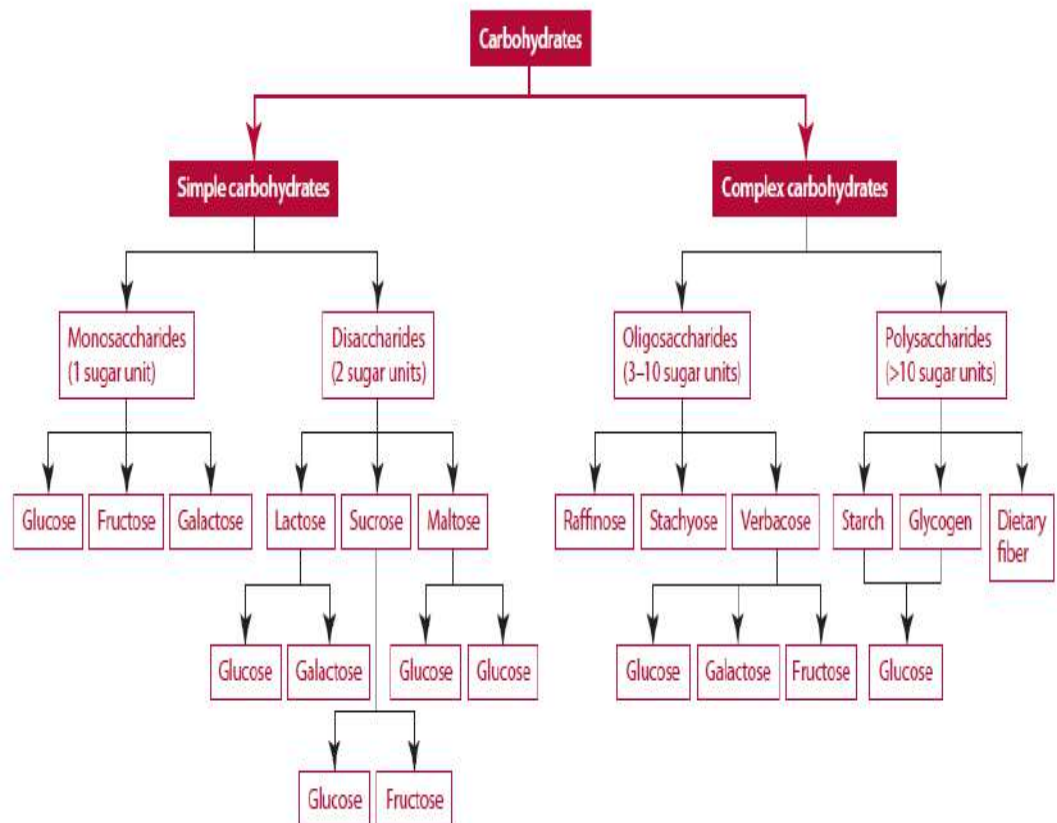 Carbohydrates
Simple carbohydrates
Complex carbohydrates
Monosaccharides
(1 sugar unit)
Disaccharides
(2 sugar units)
Oligosaccharides
(3–10 sugar units)
Polysaccharides
(>10 sugar units)
Glucose
Fructose
Galactose
Lactose
Sucrose
Maltose
Raffinose
Stachyose
Verbacose
Starch
Glycogen
Dietary
fiber
Glucose
Galactose
Glucose
Glucose
Glucose
Galactose
Fructose
Glucose
Glucose
Fructose